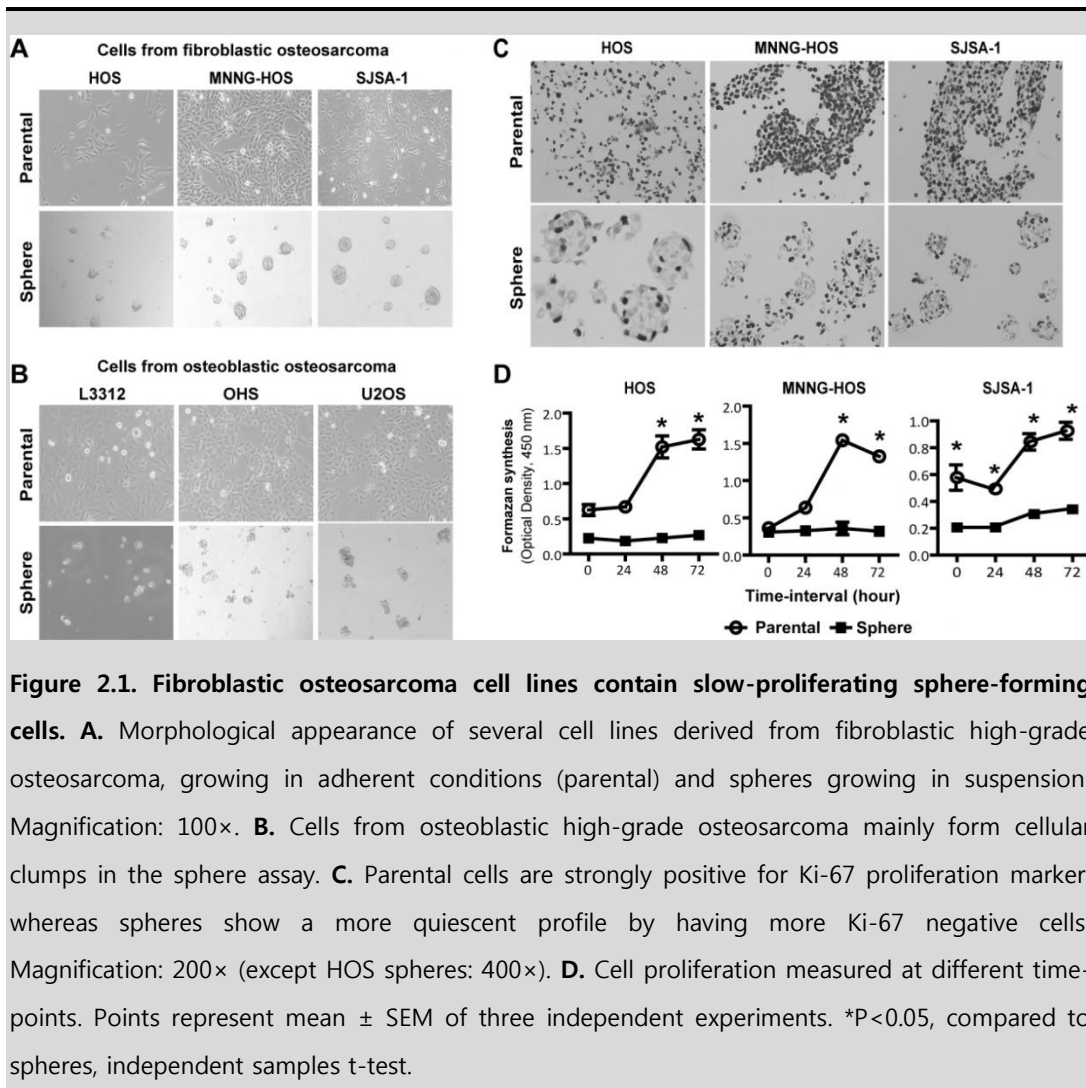 A
Cells from fibroblastic osteosarcoma
HOS MNNG-HOS SJSA-1
Parental
Sphere
B
Cells from osteoblastic osteosarcoma
L3312 OHS U2OS
Parental
Sphere
C
HOS MNNG-HOS SJSA-1
Parental
Sphere
D
HOS MNNG-HOS SJSA-1
Formazan synthesis
(Optical Density, 450 nm)
2.0
1.5
1.0
0.5
0.0
0 24 48 72
* *
2.0
1.5
1.0
0.5
0.0
0 24 48 72
* *
1.0
0.8
0.6
0.4
0.2
0.0
0 24 48 72
* * * *
Time-interval (hour)
Parental Sphere
Figure 2.1. Fibroblastic osteosarcoma cell lines contain slow-proliferating sphere-forming
cells. A. Morphological appearance of several cell lines derived from fibroblastic high-grade
osteosarcoma, growing in adherent conditions (parental) and spheres growing in suspension
Magnification: 100×. B. Cells from osteoblastic high-grade osteosarcoma mainly form cellular
clumps in the sphere assay. C. Parental cells are strongly positive for Ki-67 proliferation marker
whereas spheres show a more quiescent profile by having more Ki-67 negative cells
Magnification: 200× (except HOS spheres: 400×). D. Cell proliferation measured at different time-
points. Points represent mean ± SEM of three independent experiments. *P<0.05, compared to
spheres, independent samples t-test.